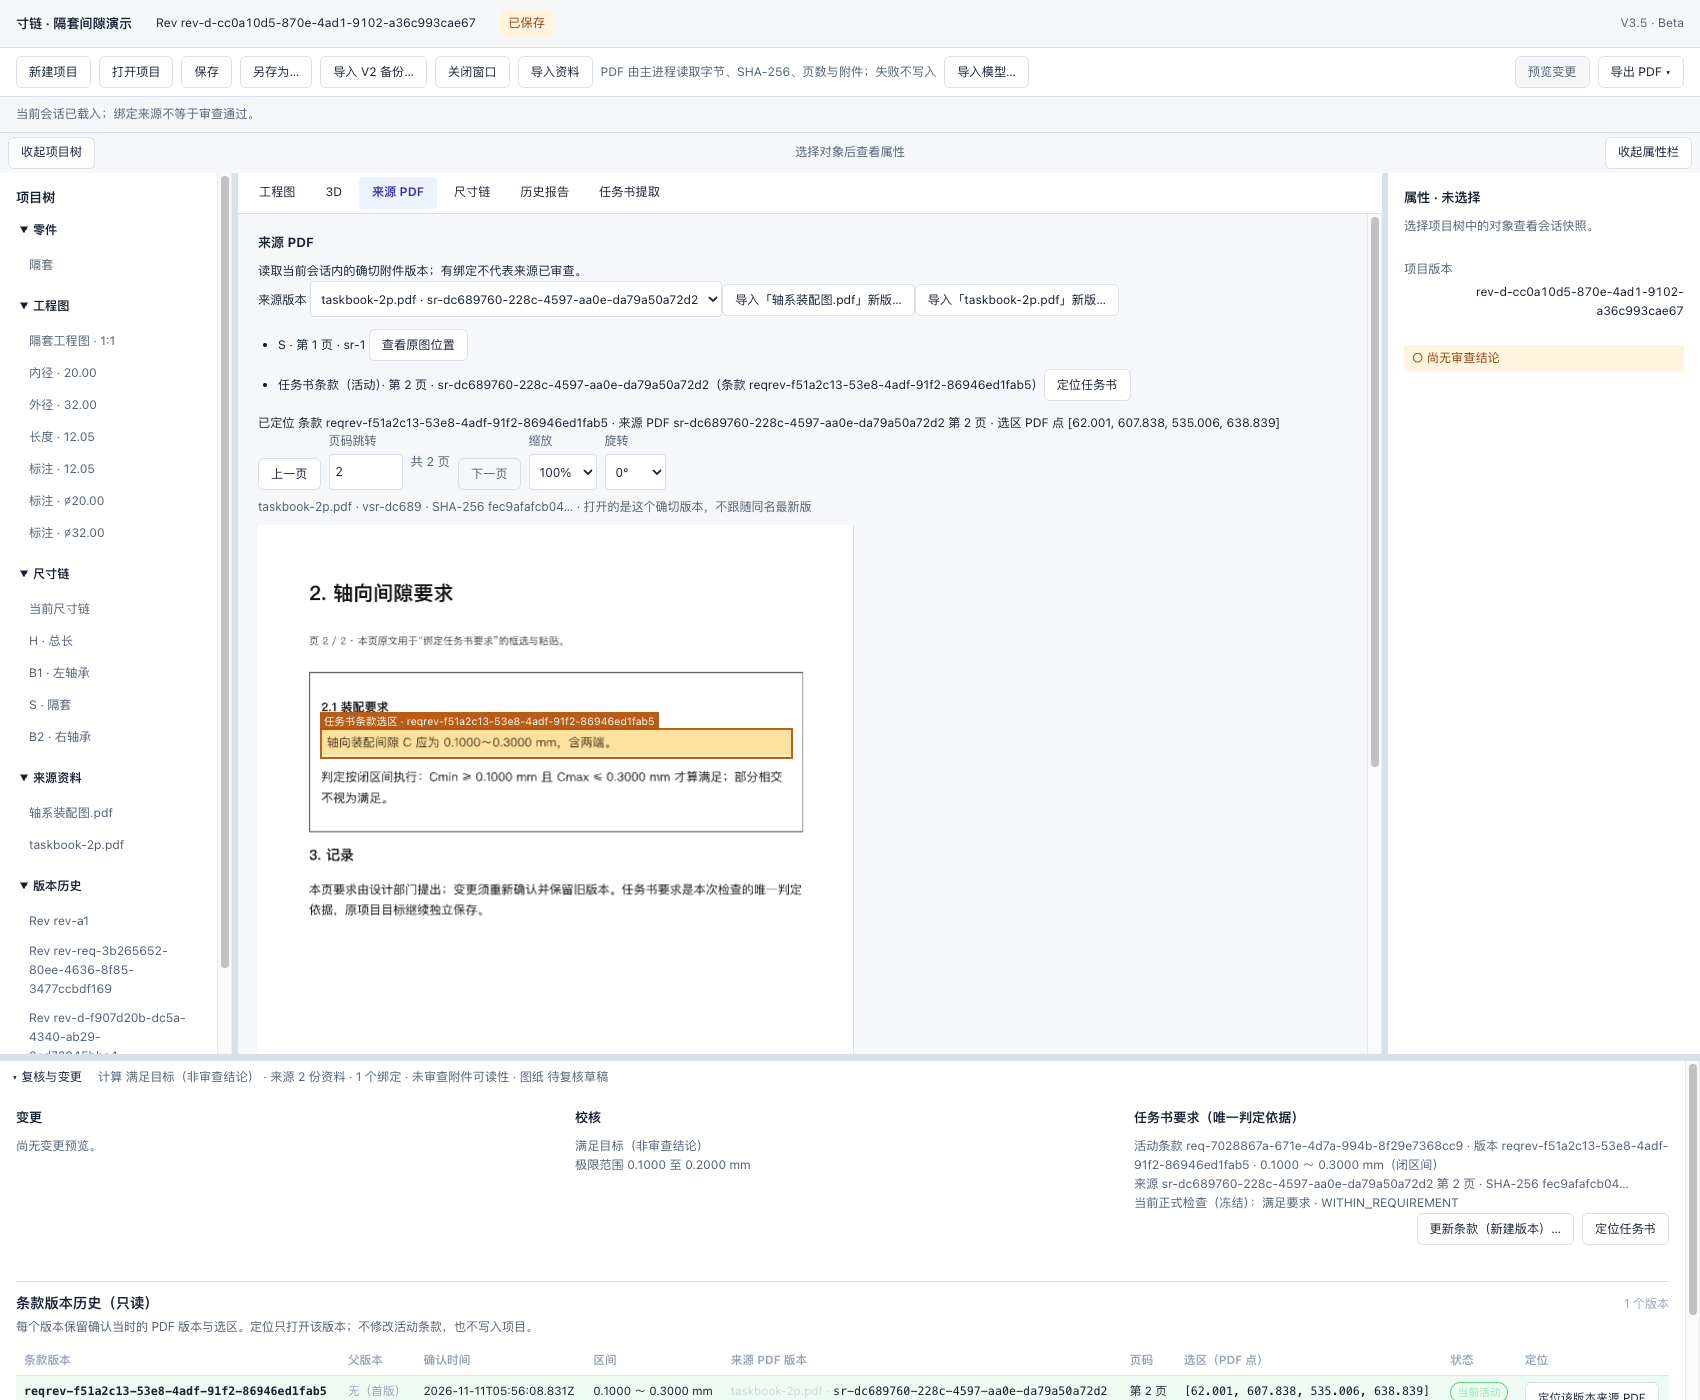 寸链 · 隔套间隙演示 Rev rev-d-cc0a10d5-870e-4ad1-9102-a36c993cae67 已保存 V3.5 · Beta
新建项目 打开项目 保存 另存为… 导入 V2 备份… 关闭窗口 导入资料 PDF 由主进程读取字节、SHA-256、页数与附件；失败不写入 导入模型… 预览变更 导出 PDF ▾
当前会话已载入；绑定来源不等于审查通过。
收起项目树 选择对象后查看属性 收起属性栏
项目树
▼ 零件
隔套
▼ 工程图
隔套工程图 · 1:1
内径 · 20.00
外径 · 32.00
长度 · 12.05
标注 · 12.05
标注 · ⌀20.00
标注 · ⌀32.00
▼ 尺寸链
当前尺寸链
H · 总长
B1 · 左轴承
S · 隔套
B2 · 右轴承
▼ 来源资料
轴系装配图.pdf
taskbook-2p.pdf
▼ 版本历史
Rev rev-a1
Rev rev-req-3b265652-
80ee-4636-8f85-
3477ccbdf169
Rev rev-d-f907d20b-dc5a-
4340-ab29-
工程图 3D 来源 PDF 尺寸链 历史报告 任务书提取
来源 PDF
读取当前会话内的确切附件版本；有绑定不代表来源已审查。
来源版本 taskbook-2p.pdf · sr-dc689760-228c-4597-aa0e-da79a50a72d2 导入「轴系装配图.pdf」新版… 导入「taskbook-2p.pdf」新版…
• S · 第 1 页 · sr-1 查看原图位置
• 任务书条款（活动）· 第 2 页 · sr-dc689760-228c-4597-aa0e-da79a50a72d2（条款 reqrev-f51a2c13-53e8-4adf-91f2-86946ed1fab5） 定位任务书
已定位 条款 reqrev-f51a2c13-53e8-4adf-91f2-86946ed1fab5 · 来源 PDF sr-dc689760-228c-4597-aa0e-da79a50a72d2 第 2 页 · 选区 PDF 点 [62.001, 607.838, 535.006, 638.839]
页码跳转 缩放 旋转
上一页 2 共 2 页 下一页 100% 0°
taskbook-2p.pdf · vsr-dc689 · SHA-256 fec9afafcb04… · 打开的是这个确切版本，不跟随同名最新版
2. 轴向间隙要求
页 2 / 2 · 本页原文用于“绑定任务书要求”的框选与粘贴。
2.1 装配要求
任务书条款选区 · reqrev-f51a2c13-53e8-4adf-91f2-86946ed1fab5
轴向装配间隙 C 应为 0.1000～0.3000 mm，含两端。
判定按闭区间执行：Cmin ≥ 0.1000 mm 且 Cmax ≤ 0.3000 mm 才算满足；部分相交
不视为满足。
3. 记录
本页要求由设计部门提出；变更须重新确认并保留旧版本。任务书要求是本次检查的唯一判定
依据，原项目目标继续独立保存。
属性 · 未选择
选择项目树中的对象查看会话快照。
项目版本
rev-d-cc0a10d5-870e-4ad1-9102-
a36c993cae67
○ 尚无审查结论
▾ 复核与变更 计算 满足目标（非审查结论） · 来源 2 份资料 · 1 个绑定 · 未审查附件可读性 · 图纸 待复核草稿
变更
尚无变更预览。
校核
满足目标（非审查结论）
极限范围 0.1000 至 0.2000 mm
任务书要求（唯一判定依据）
活动条款 req-7028867a-671e-4d7a-994b-8f29e7368cc9 · 版本 reqrev-f51a2c13-53e8-4adf-
91f2-86946ed1fab5 · 0.1000 ～ 0.3000 mm（闭区间）
来源 sr-dc689760-228c-4597-aa0e-da79a50a72d2 第 2 页 · SHA-256 fec9afafcb04…
当前正式检查（冻结）：满足要求 · WITHIN_REQUIREMENT
更新条款（新建版本）… 定位任务书
条款版本历史（只读） 1 个版本
每个版本保留确认当时的 PDF 版本与选区。定位只打开该版本；不修改活动条款，也不写入项目。
条款版本 父版本 确认时间 区间 来源 PDF 版本 页码 选区（PDF 点） 状态 定位
reqrev-f51a2c13-53e8-4adf-91f2-86946ed1fab5 无（首版） 2026-11-11T05:56:08.831Z 0.1000 ～ 0.3000 mm taskbook-2p.pdf · sr-dc689760-228c-4597-aa0e-da79a50a72d2 第 2 页 [62.001, 607.838, 535.006, 638.839] 当前活动 定位该版本来源 PDF